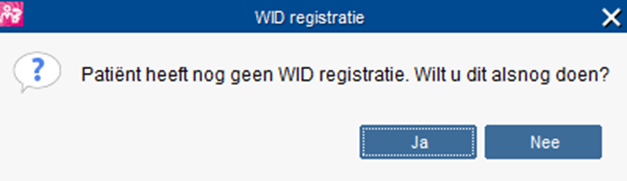 WID registratie
Patiënt heeft nog geen WID registratie. Wilt u dit alsnog doen?
Ja
Nee